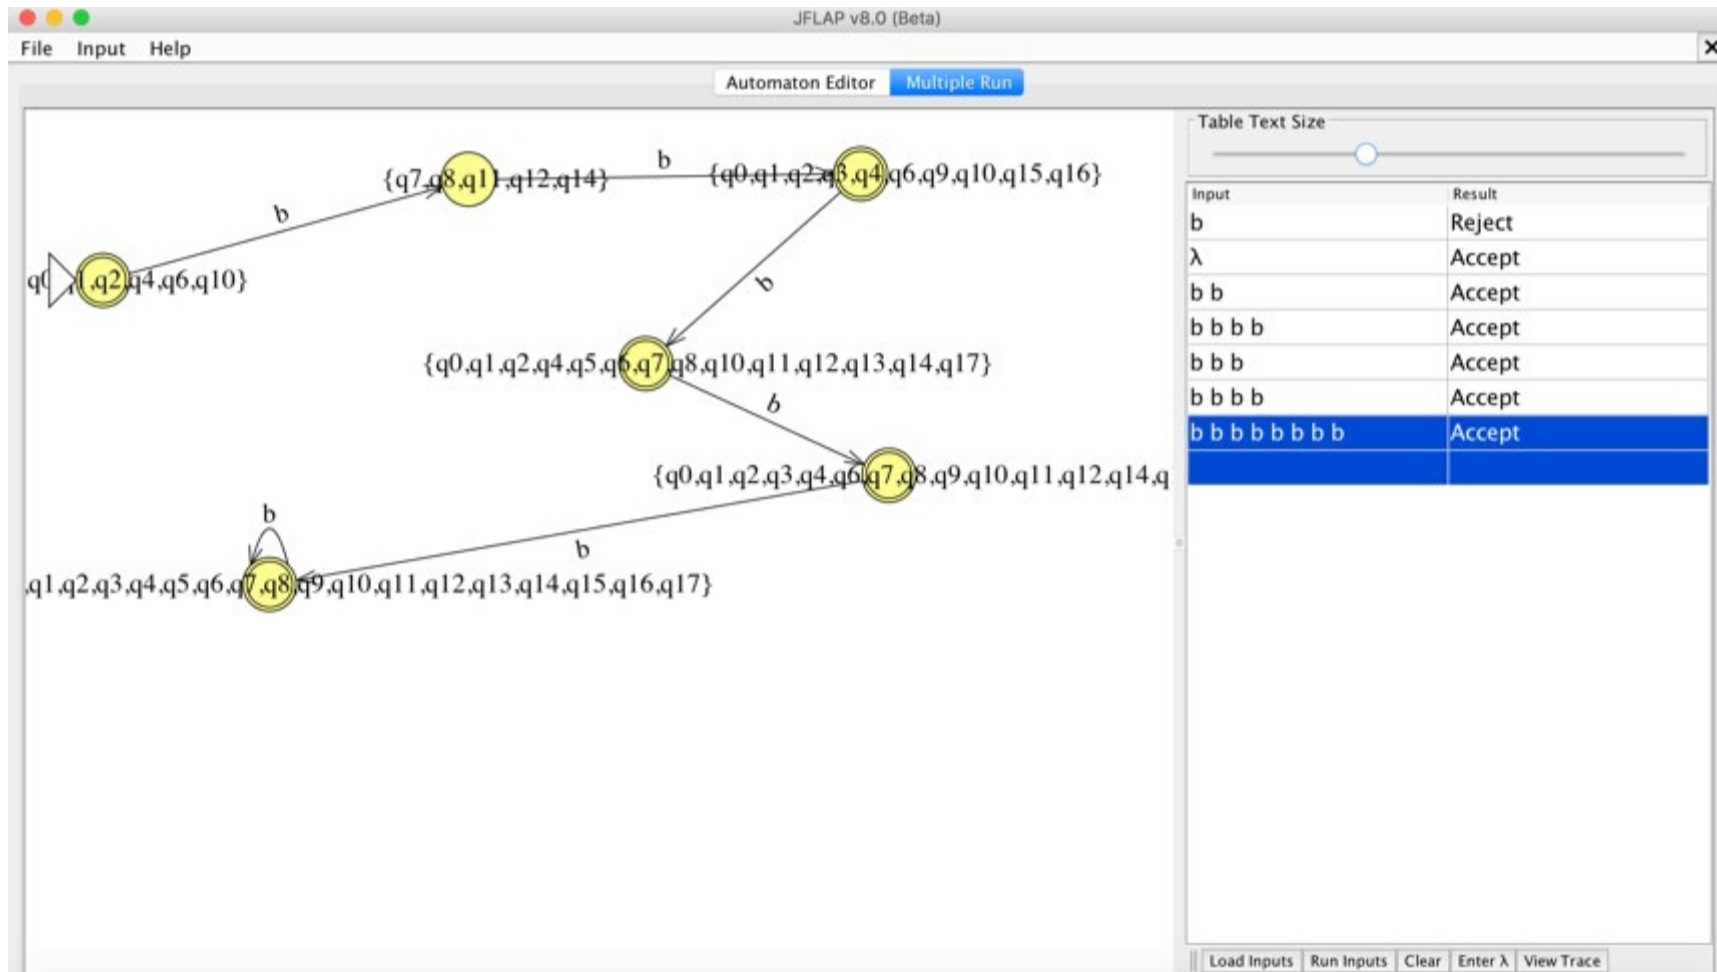 JFLAP v8.0 (Beta)
File Input Help
Automaton Editor Multiple Run
Table Text Size
Input Result
b Reject
λ Accept
b b Accept
b b b b Accept
b b b Accept
b b b b Accept
b b b b b b b b Accept
b
{q7,q8,q11,q12,q14}
b
{q0,q1,q2,q3,q4,q6,q9,q10,q15,q16}
q2,q4,q6,q10}
b
{q0,q1,q2,q4,q5,q6,q7,q8,q10,q11,q12,q13,q14,q17}
b
{q0,q1,q2,q3,q4,q6,q7,q8,q9,q10,q11,q12,q14,q
b
b
,q1,q2,q3,q4,q5,q6,q7,q8,q9,q10,q11,q12,q13,q14,q15,q16,q17}
Load Inputs Run Inputs Clear Enter λ View Trace